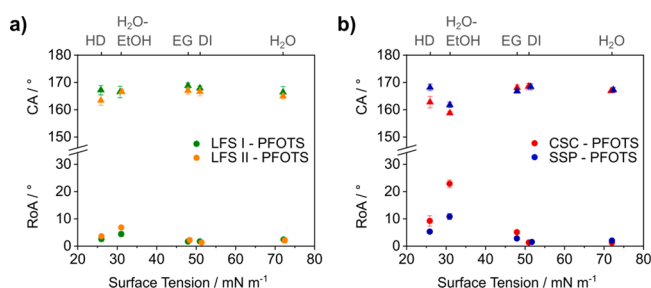 a)
H₂O-
HD EtOH EG DI H₂O
180
170
160
150
30
20
10
0
CA / °
RoA / °
LFS I - PFOTS
LFS II - PFOTS
20 30 40 50 60 70 80
Surface Tension / mN m⁻¹
b)
H₂O-
HD EtOH EG DI H₂O
180
170
160
150
30
20
10
0
CA / °
RoA / °
CSC - PFOTS
SSP - PFOTS
20 30 40 50 60 70 80
Surface Tension / mN m⁻¹